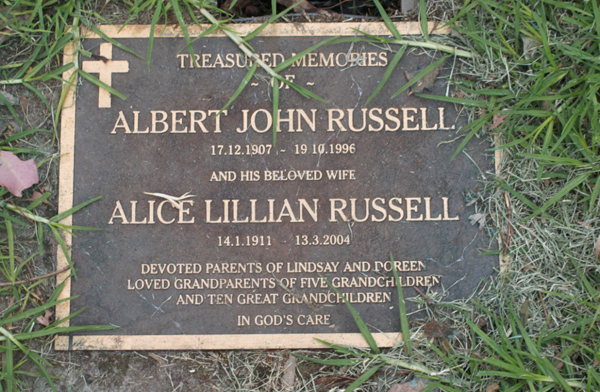 TREASURED MEMORIES
~ OF ~
ALBERT JOHN RUSSELL
17.12.1907 - 19.10.1996
AND HIS BELOVED WIFE
ALICE LILLIAN RUSSELL
14.1.1911 - 13.3.2004
DEVOTED PARENTS OF LINDSAY AND DOREEN
LOVED GRANDPARENTS OF FIVE GRANDCHILDREN
AND TEN GREAT GRANDCHILDREN
IN GOD'S CARE